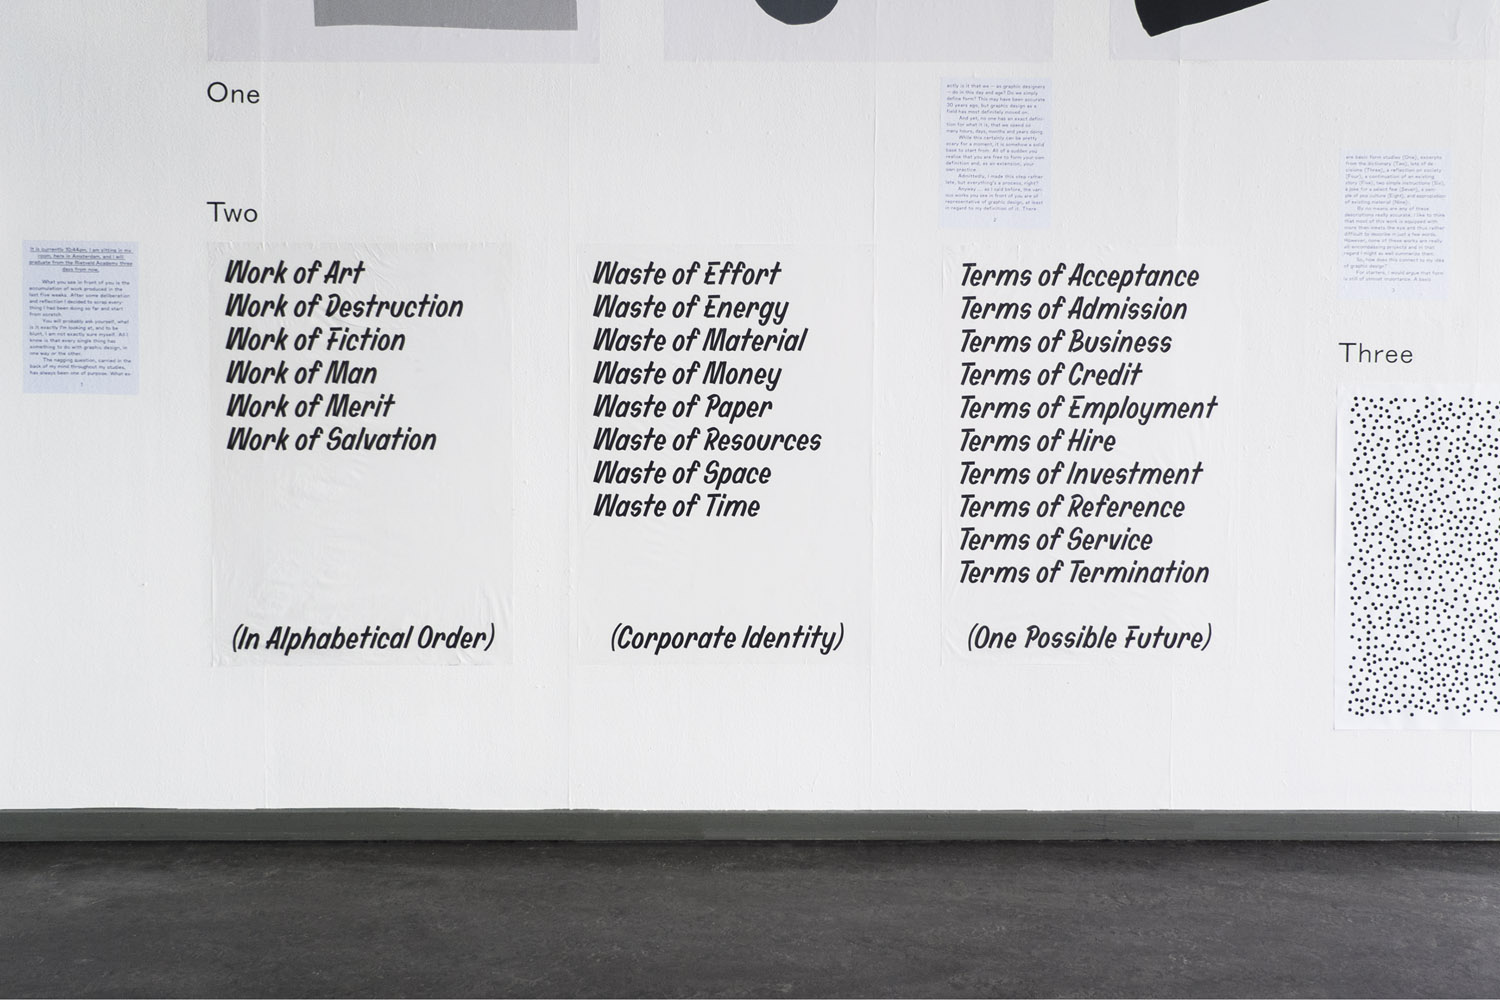 One
Two
It is currently 10:44am, I am sitting in my
room, here in Amsterdam, and I will
graduate from the Rietveld Academy three
days from now.
What you see in front of you is the
accumulation of work produced in the
last five weeks. After some deliberation
and reflection I decided to scrap every-
thing I had been doing so far and start
from scratch.
You will probably ask yourself, what
is it exactly I'm looking at, and to be
blunt, I am not exactly sure myself. All I
know is that every single thing has
something to do with graphic design, in
one way or the other.
The nagging question, carried in the
back of my mind throughout my studies,
has always been one of purpose. What ex-
1
Work of Art
Work of Destruction
Work of Fiction
Work of Man
Work of Merit
Work of Salvation
(In Alphabetical Order)
Waste of Effort
Waste of Energy
Waste of Material
Waste of Money
Waste of Paper
Waste of Resources
Waste of Space
Waste of Time
(Corporate Identity)
actly is it that we — as graphic designers
— do in this day and age? Do we simply
define form? This may have been accurate
30 years ago, but graphic design as a
field has most definitely moved on.
And yet, no one has an exact defini-
tion for what it is, that we spend so
many hours, days, months and years doing.
While this certainly can be pretty
scary for a moment, it is somehow a solid
base to start from. All of a sudden you
realise that you are free to form your own
definition and, as an extension, your
own practice.
Admittedly, I made this step rather
late, but everything's a process, right?
Anyway ... as I said before, the vari-
ous works you see in front of you are all
representative of graphic design, at least
in regard to my definition of it. There
2
Terms of Acceptance
Terms of Admission
Terms of Business
Terms of Credit
Terms of Employment
Terms of Hire
Terms of Investment
Terms of Reference
Terms of Service
Terms of Termination
(One Possible Future)
are basic form studies (One), excerpts
from the dictionary (Two), lots of de-
cisions (Three), a reflection on society
(Four), a continuation of an existing
story (Five), two simple instructions (Six),
a joke for a select few (Seven), a sam-
ple of pop culture (Eight), and appropriation
of existing material (Nine).
By no means are any of these
descriptions really accurate. I like to think
that most of this work is equipped with
more than meets the eye and thus rather
difficult to describe in just a few words.
However, some of these works are really
all encompassing projects and in that
regard I might as well summarize them.
So, how does this connect to my idea
of graphic design?
For starters, I would argue that form
is still of utmost importance. A basic
3
Three